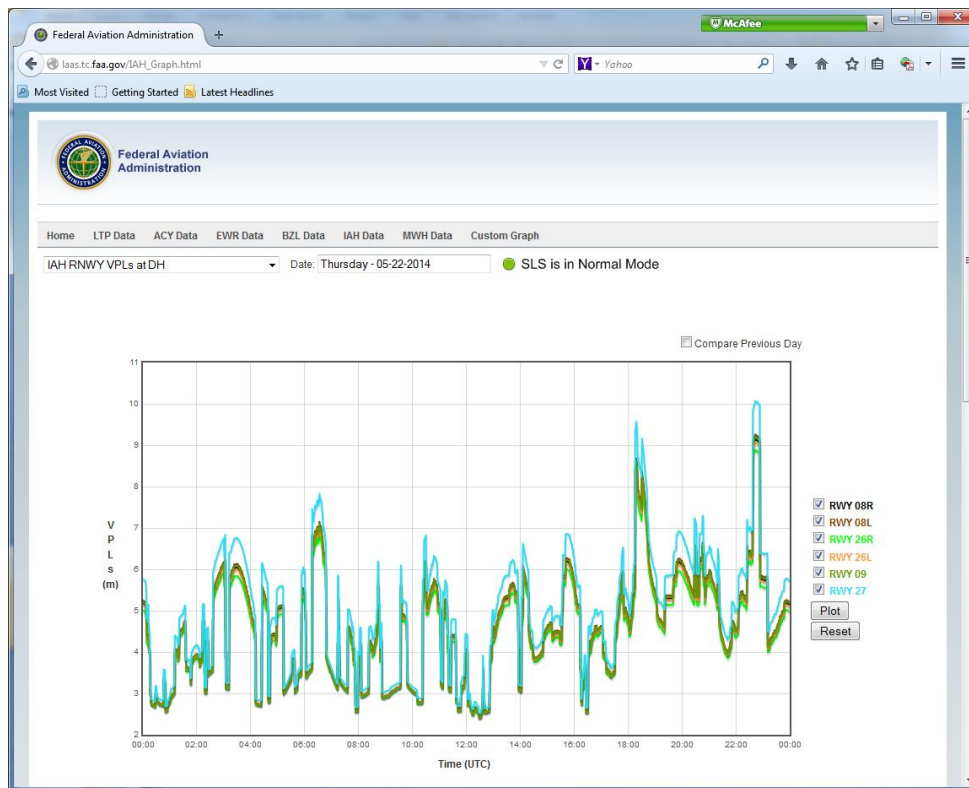 McAfee
Federal Aviation Administration
laas.tc.faa.gov/IAH_Graph.html
Yahoo
Most Visited Getting Started Latest Headlines
Federal Aviation
Administration
Home LTP Data ACY Data EWR Data BZL Data IAH Data MWH Data Custom Graph
IAH RNWY VPLs at DH Date: Thursday - 05-22-2014 SLS is in Normal Mode
Compare Previous Day
11
10
9
8
7
6
5
4
3
2
V
P
L
s
(m)
RWY 08R
RWY 08L
RWY 26R
RWY 26L
RWY 09
RWY 27
Plot
Reset
00:00 02:00 04:00 06:00 08:00 10:00 12:00 14:00 16:00 18:00 20:00 22:00 00:00
Time (UTC)